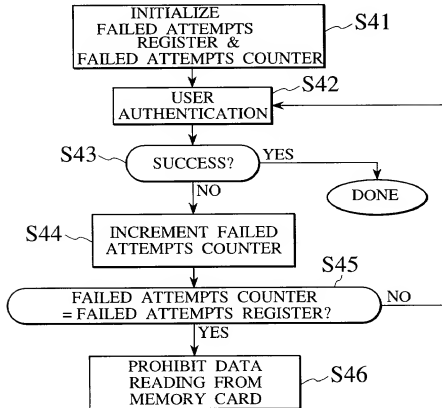 INITIALIZE
FAILED ATTEMPTS
REGISTER &
FAILED ATTEMPTS COUNTER
S41
S42
USER
AUTHENTICATION
S43
SUCCESS?
YES
NO
DONE
S44
INCREMENT FAILED
ATTEMPTS COUNTER
S45
FAILED ATTEMPTS COUNTER
= FAILED ATTEMPTS REGISTER?
NO
YES
PROHIBIT DATA
READING FROM
MEMORY CARD
S46